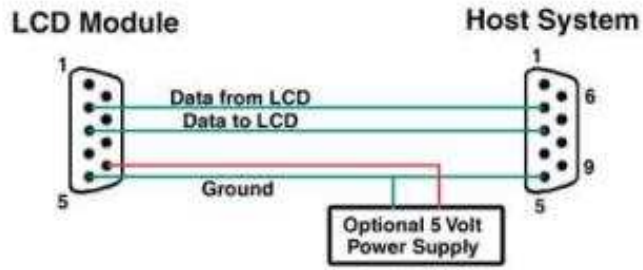 LCD Module
Host System
1
1
6
Data from LCD
Data to LCD
9
5
Ground
5
Optional 5 Volt
Power Supply